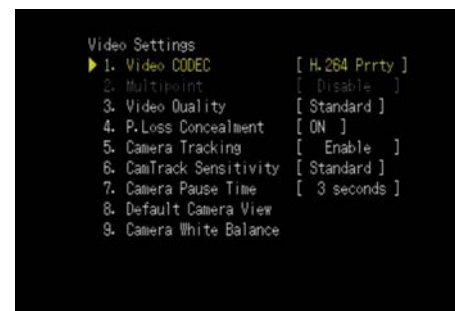 Video Settings
1. Video CODEC [ H.264 Prrty ]
2. Multipoint [ Disable ]
3. Video Quality [ Standard ]
4. P.Loss Concealment [ ON ]
5. Camera Tracking [ Enable ]
6. CamTrack Sensitivity [ Standard ]
7. Camera Pause Time [ 3 seconds ]
8. Default Camera View
9. Camera White Balance